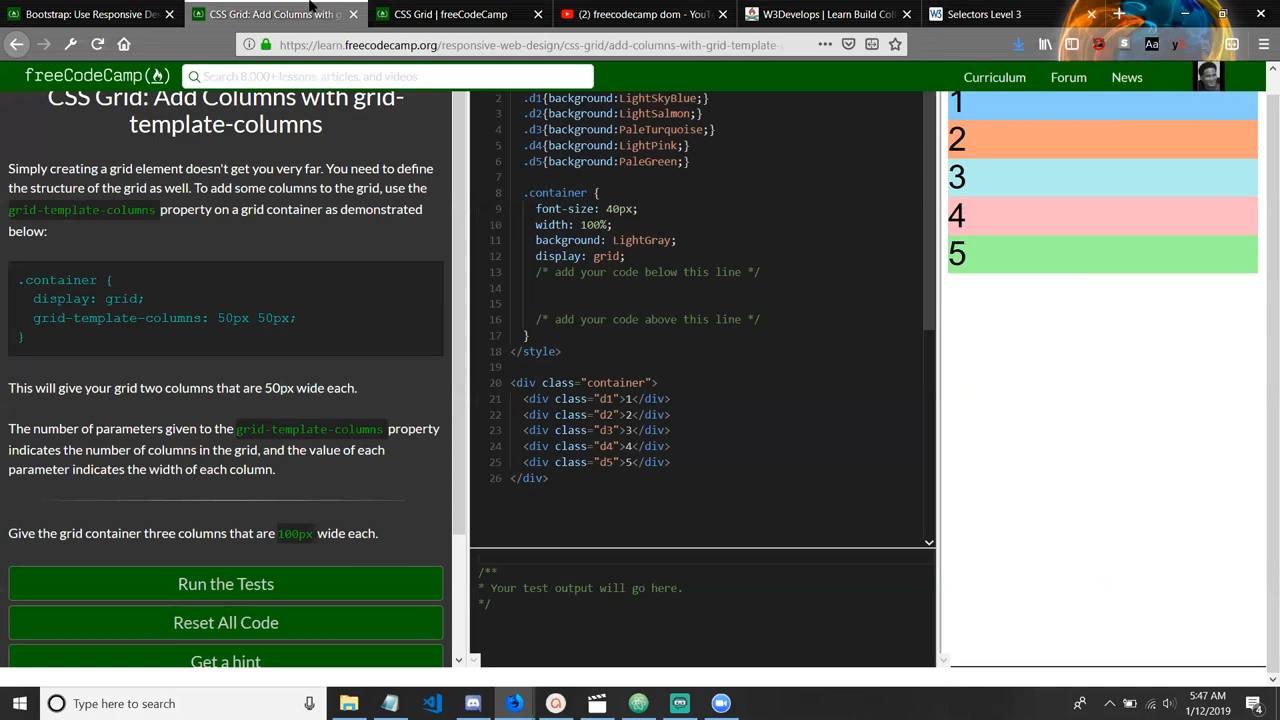 Bootstrap: Use Responsive De
CSS Grid: Add Columns with g
CSS Grid | freeCodeCamp
(2) freecodecamp dom - YouT
W3Develops | Learn Build Coll
Selectors Level 3
https://learn.freecodecamp.org/responsive-web-design/css-grid/add-columns-with-grid-template-
freeCodeCamp
Search 8,000+ lessons, articles, and videos
Curriculum Forum News
CSS Grid: Add Columns with grid-
template-columns
Simply creating a grid element doesn't get you very far. You need to define
the structure of the grid as well. To add some columns to the grid, use the
grid-template-columns property on a grid container as demonstrated
below:
.container {
display: grid;
grid-template-columns: 50px 50px;
}
This will give your grid two columns that are 50px wide each.
The number of parameters given to the grid-template-columns property
indicates the number of columns in the grid, and the value of each
parameter indicates the width of each column.
Give the grid container three columns that are 100px wide each.
Run the Tests
Reset All Code
Get a hint
2 .d1{background:LightSkyBlue;}
3 .d2{background:LightSalmon;}
4 .d3{background:PaleTurquoise;}
5 .d4{background:LightPink;}
6 .d5{background:PaleGreen;}
7
8 .container {
9 font-size: 40px;
10 width: 100%;
11 background: LightGray;
12 display: grid;
13 /* add your code below this line */
14
15
16 /* add your code above this line */
17 }
18 </style>
19
20 <div class="container">
21 <div class="d1">1</div>
22 <div class="d2">2</div>
23 <div class="d3">3</div>
24 <div class="d4">4</div>
25 <div class="d5">5</div>
26 </div>
/**
* Your test output will go here.
*/
1
2
3
4
5
Type here to search
5:47 AM
1/12/2019